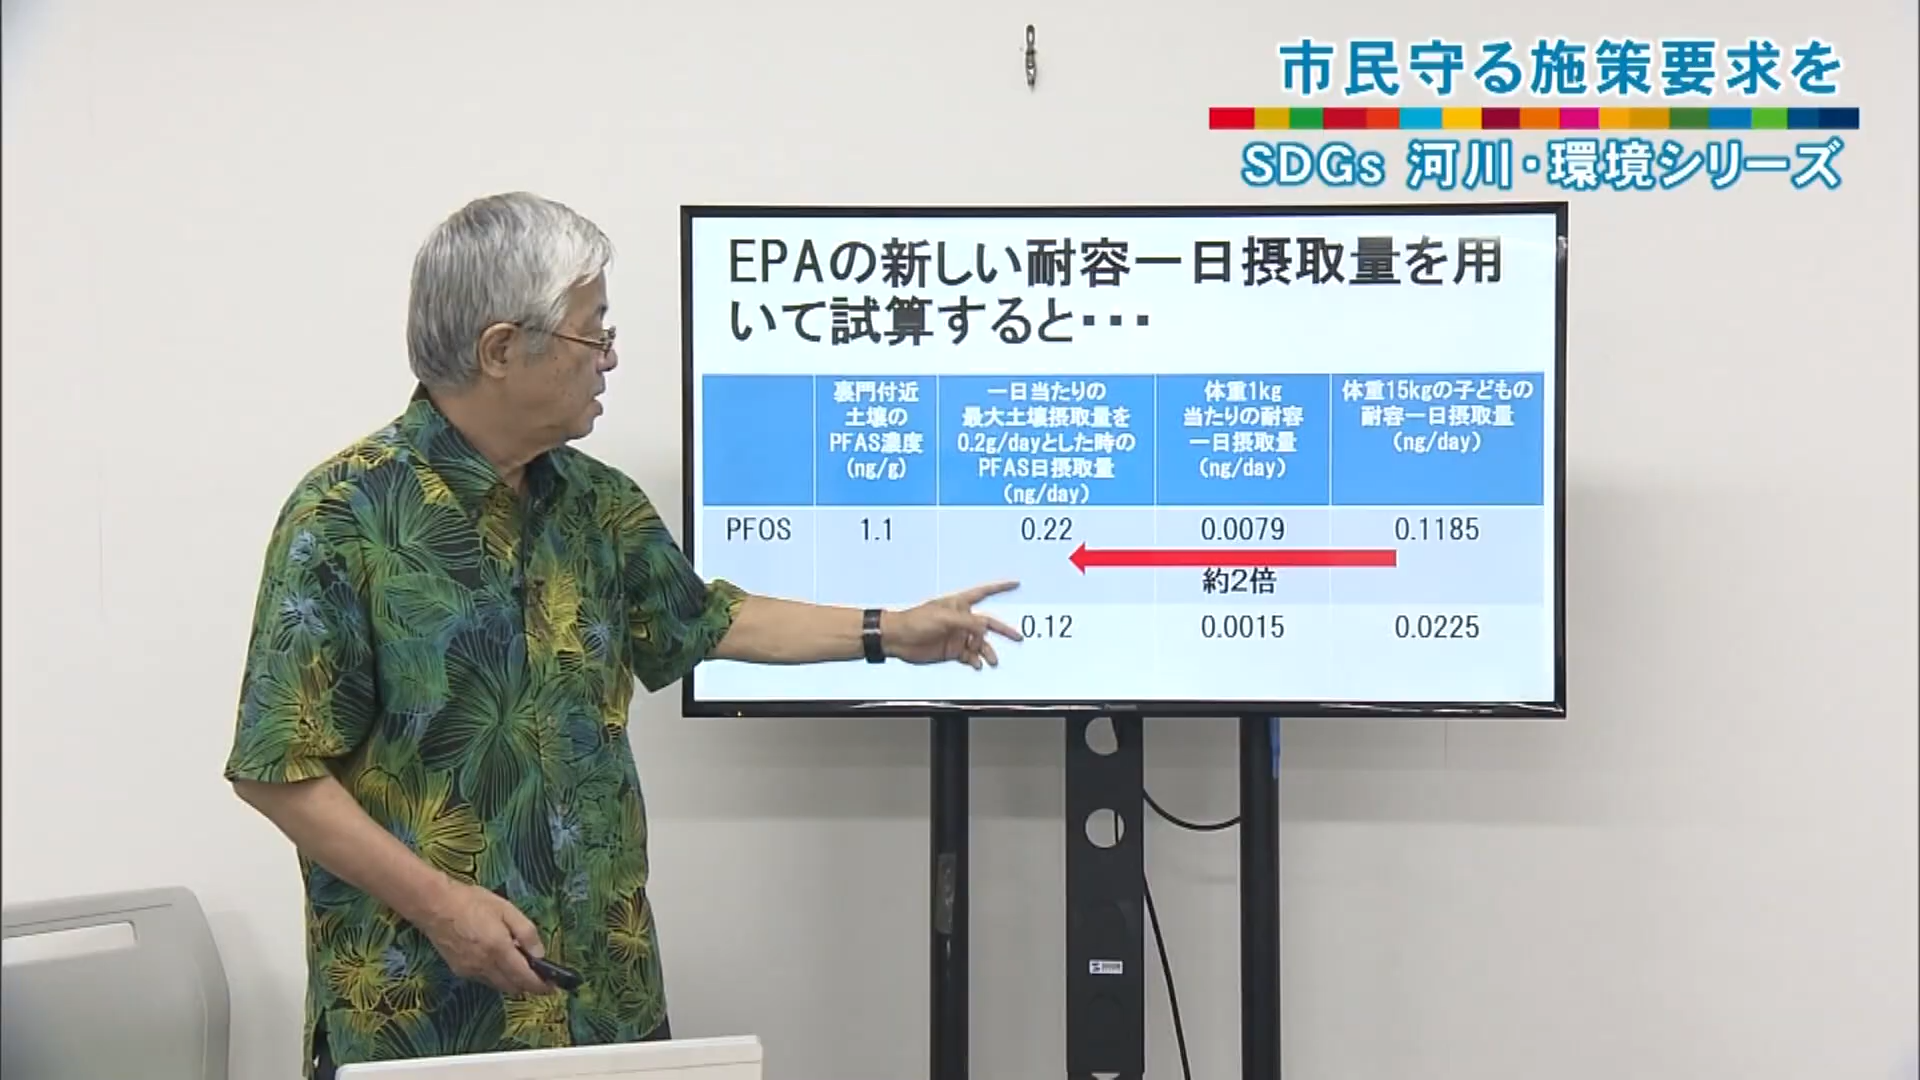 市民守る施策要求を
SDGs 河川・環境シリーズ
EPAの新しい耐容一日摂取量を用
いて試算すると・・・
裏門付近
土壌の
PFAS濃度
(ng/g)
一日当たりの
最大土壌摂取量を
0.2g/dayとした時の
PFAS日摂取量
(ng/day)
体重1kg
当たりの耐容
一日摂取量
(ng/day)
体重15kgの子どもの
耐容一日摂取量
(ng/day)
PFOS 1.1 0.22 0.0079 0.1185
約2倍
0.12 0.0015 0.0225